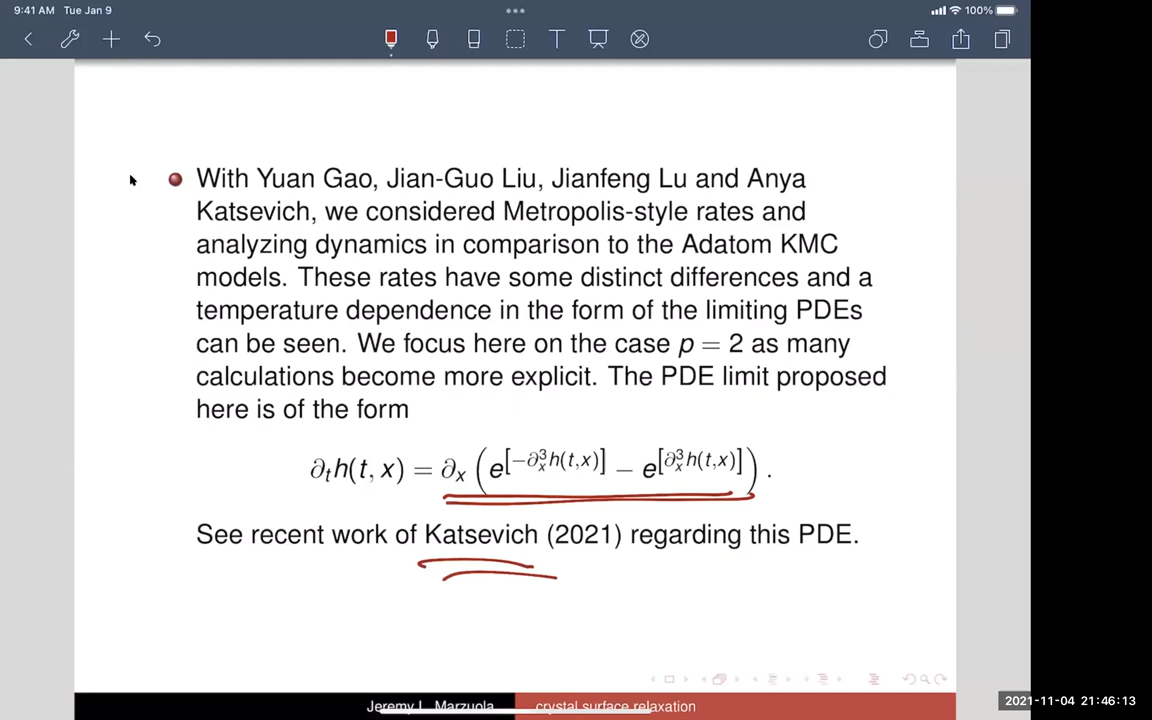 9:41 AM Tue Jan 9
100%
With Yuan Gao, Jian-Guo Liu, Jianfeng Lu and Anya
Katsevich, we considered Metropolis-style rates and
analyzing dynamics in comparison to the Adatom KMC
models. These rates have some distinct differences and a
temperature dependence in the form of the limiting PDEs
can be seen. We focus here on the case p = 2 as many
calculations become more explicit. The PDE limit proposed
here is of the form
∂ₜh(t, x) = ∂ₓ ( e^[−∂ₓ³h(t,x)] − e^[∂ₓ³h(t,x)] ) .
See recent work of Katsevich (2021) regarding this PDE.
Jeremy L. Marzuola crystal surface relaxation
2021-11-04 21:46:13